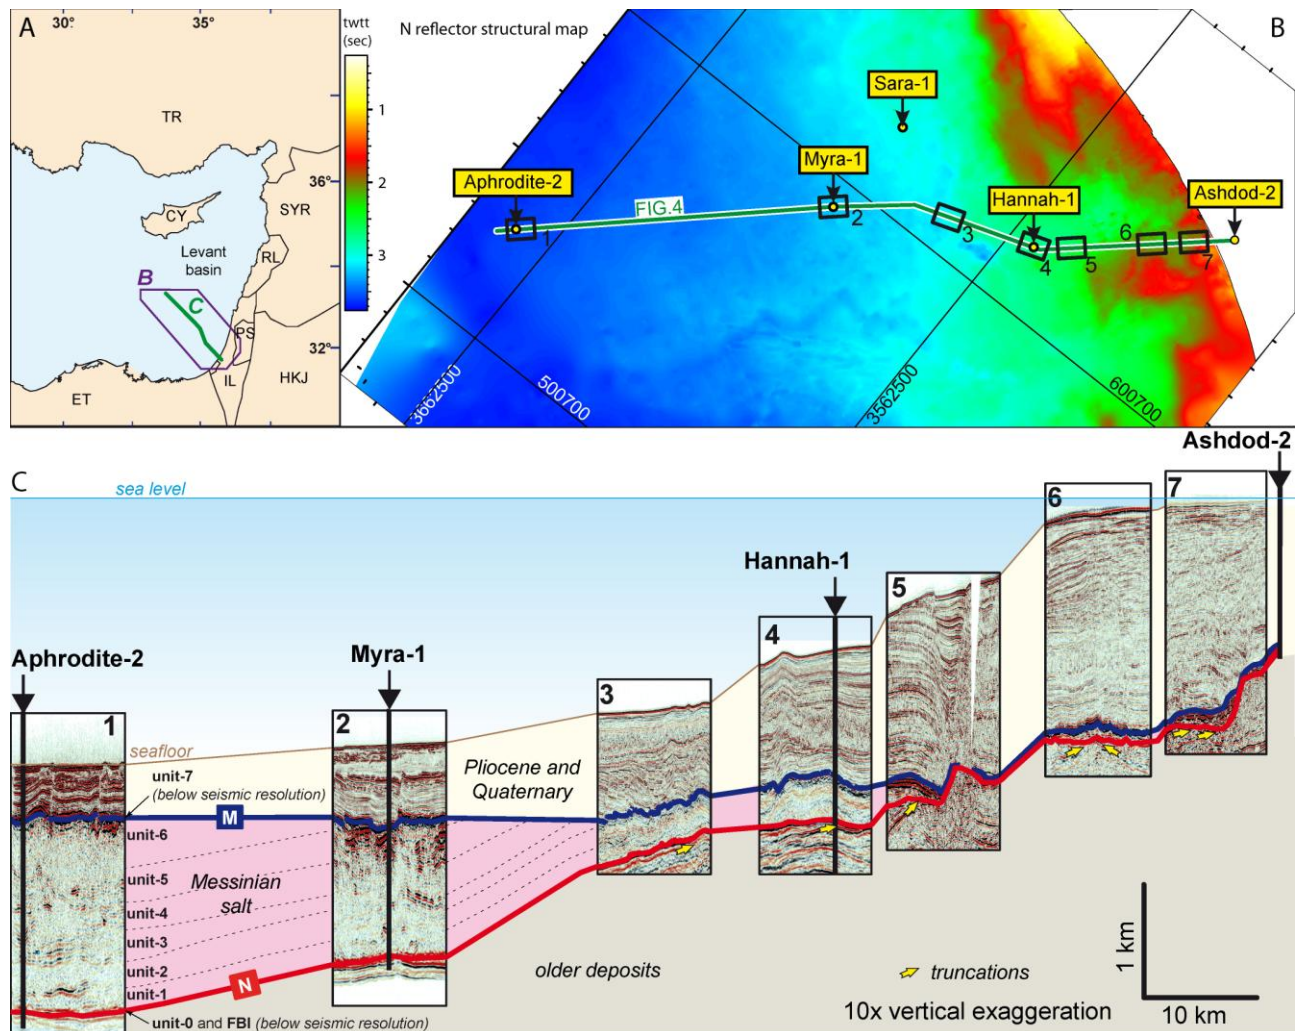 A
30°
35°
TR
36°
CY
SYR
Levant
basin
RL
B
C
PS
32°
IL
HKJ
ET
twtt
(sec)
1
2
3
N reflector structural map
B
Sara-1
Myra-1
Aphrodite-2
Hannah-1
Ashdod-2
FIG.4
1
2
3
4
5
6
7
3662500
500700
3562500
600700
C
sea level
Ashdod-2
Hannah-1
Myra-1
Aphrodite-2
1
2
3
4
5
6
7
seafloor
unit-7
(below seismic resolution)
M
Pliocene and
Quaternary
unit-6
unit-5
Messinian
salt
unit-4
unit-3
unit-2
unit-1
N
unit-0 and FBI (below seismic resolution)
older deposits
truncations
10x vertical exaggeration
1 km
10 km